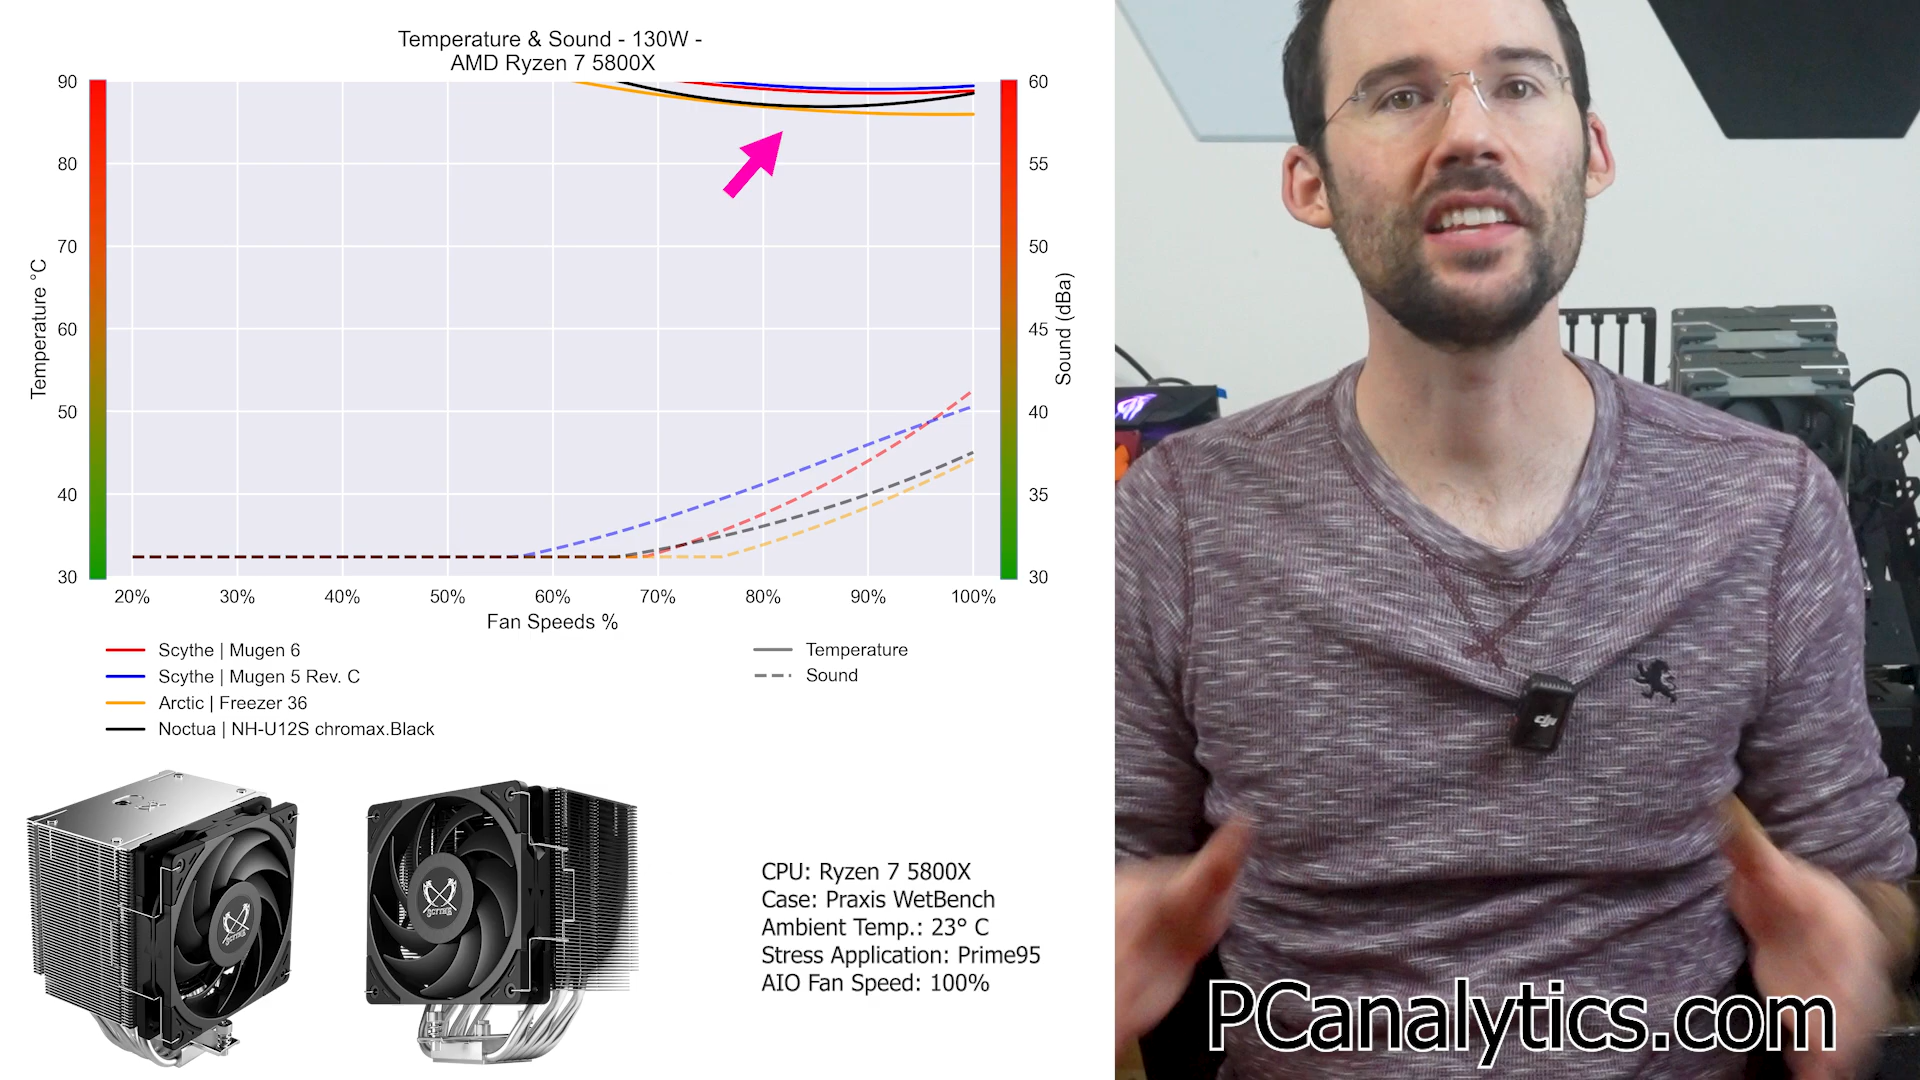 Temperature & Sound - 130W -
AMD Ryzen 7 5800X
90
80
70
60
50
40
30
Temperature °C
60
55
50
45
40
35
30
Sound (dBa)
20% 30% 40% 50% 60% 70% 80% 90% 100%
Fan Speeds %
Scythe | Mugen 6
Scythe | Mugen 5 Rev. C
Arctic | Freezer 36
Noctua | NH-U12S chromax.Black
Temperature
Sound
SCYTHE
SCYTHE
CPU: Ryzen 7 5800X
Case: Praxis WetBench
Ambient Temp.: 23° C
Stress Application: Prime95
AIO Fan Speed: 100%
dji
PCanalytics.com